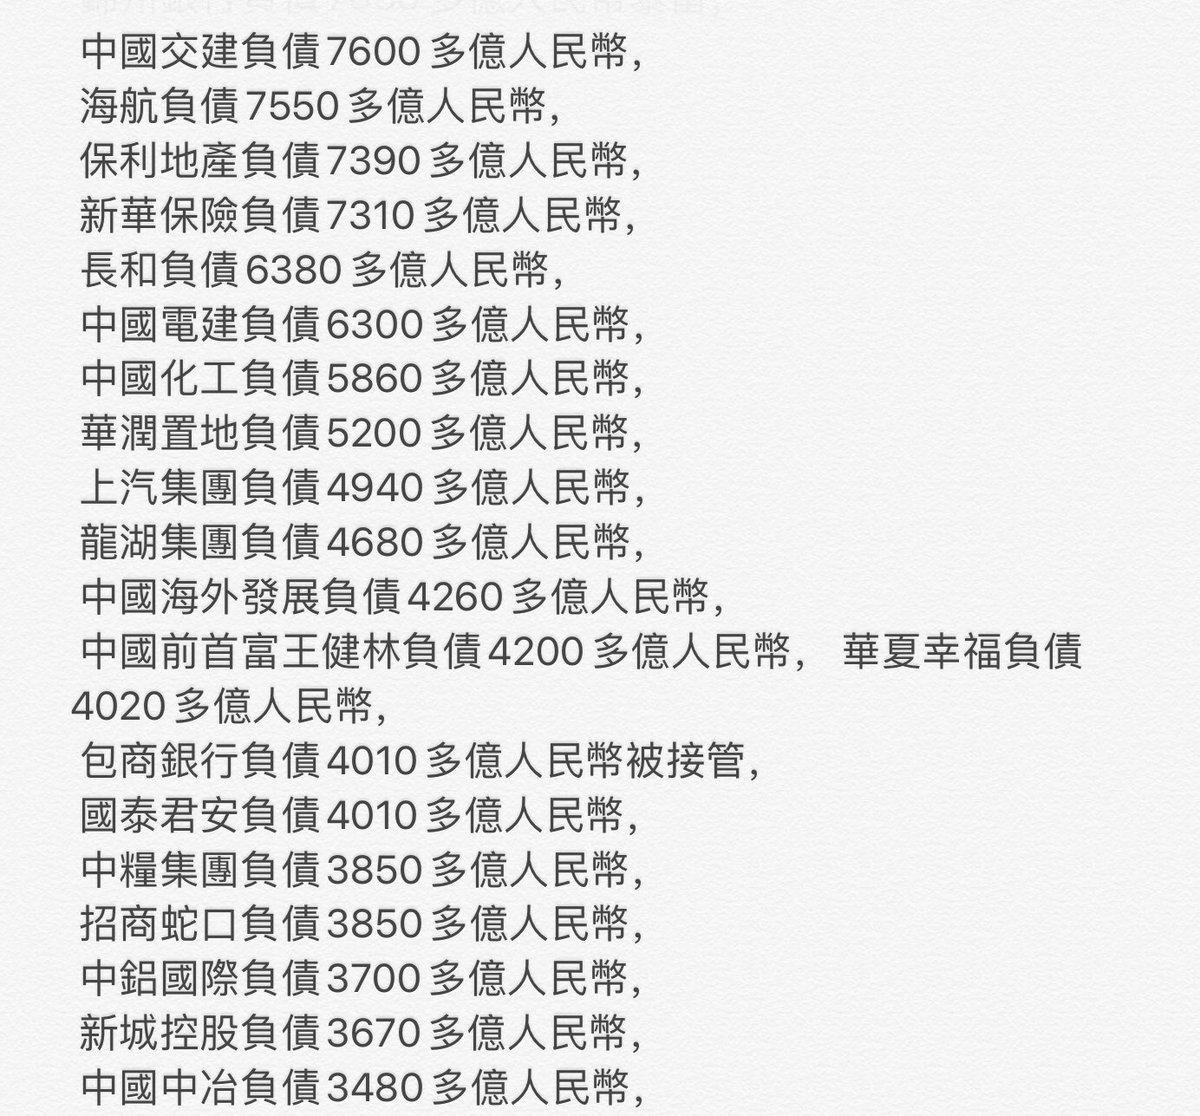 中國交建負債7600多億人民幣，
海航負債7550多億人民幣，
保利地產負債7390多億人民幣，
新華保險負債7310多億人民幣，
長和負債6380多億人民幣，
中國電建負債6300多億人民幣，
中國化工負債5860多億人民幣，
華潤置地負債5200多億人民幣，
上汽集團負債4940多億人民幣，
龍湖集團負債4680多億人民幣，
中國海外發展負債4260多億人民幣，
中國前首富王健林負債4200多億人民幣， 華夏幸福負債
4020多億人民幣，
包商銀行負債4010多億人民幣被接管，
國泰君安負債4010多億人民幣，
中糧集團負債3850多億人民幣，
招商蛇口負債3850多億人民幣，
中鋁國際負債3700多億人民幣，
新城控股負債3670多億人民幣，
中國中冶負債3480多億人民幣，